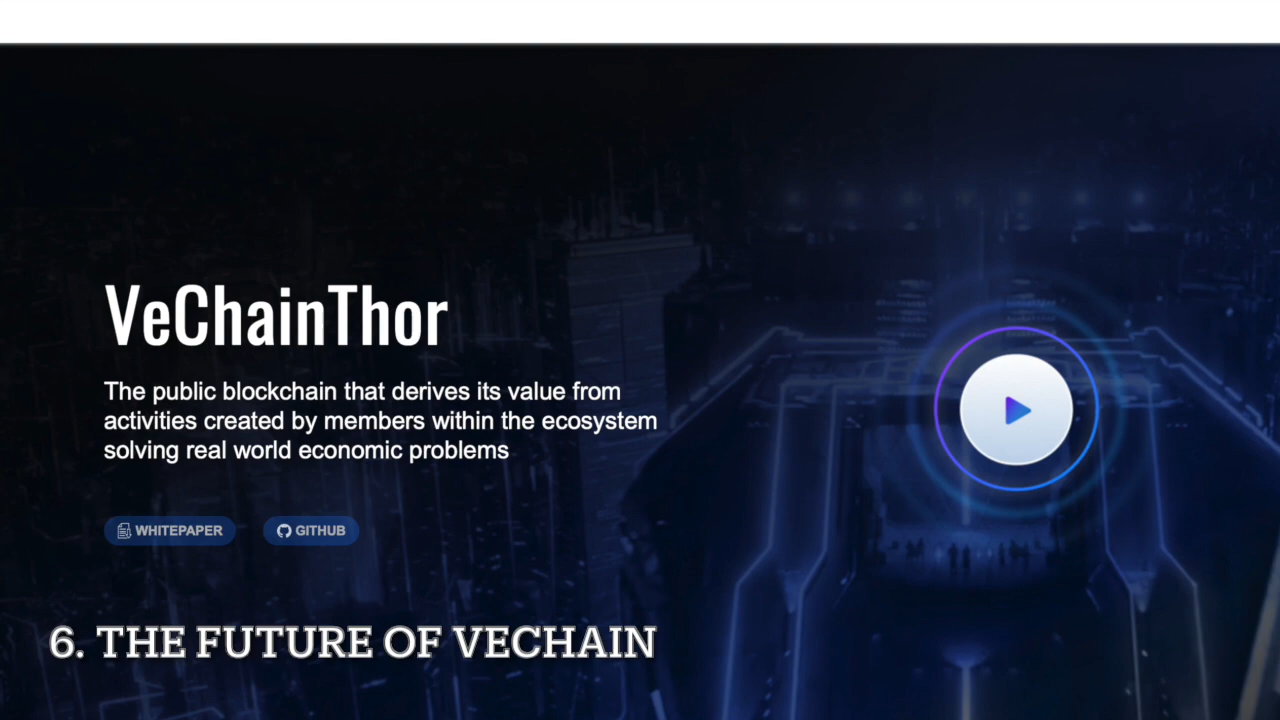 VeChainThor
The public blockchain that derives its value from
activities created by members within the ecosystem
solving real world economic problems
WHITEPAPER
GITHUB
6. THE FUTURE OF VECHAIN